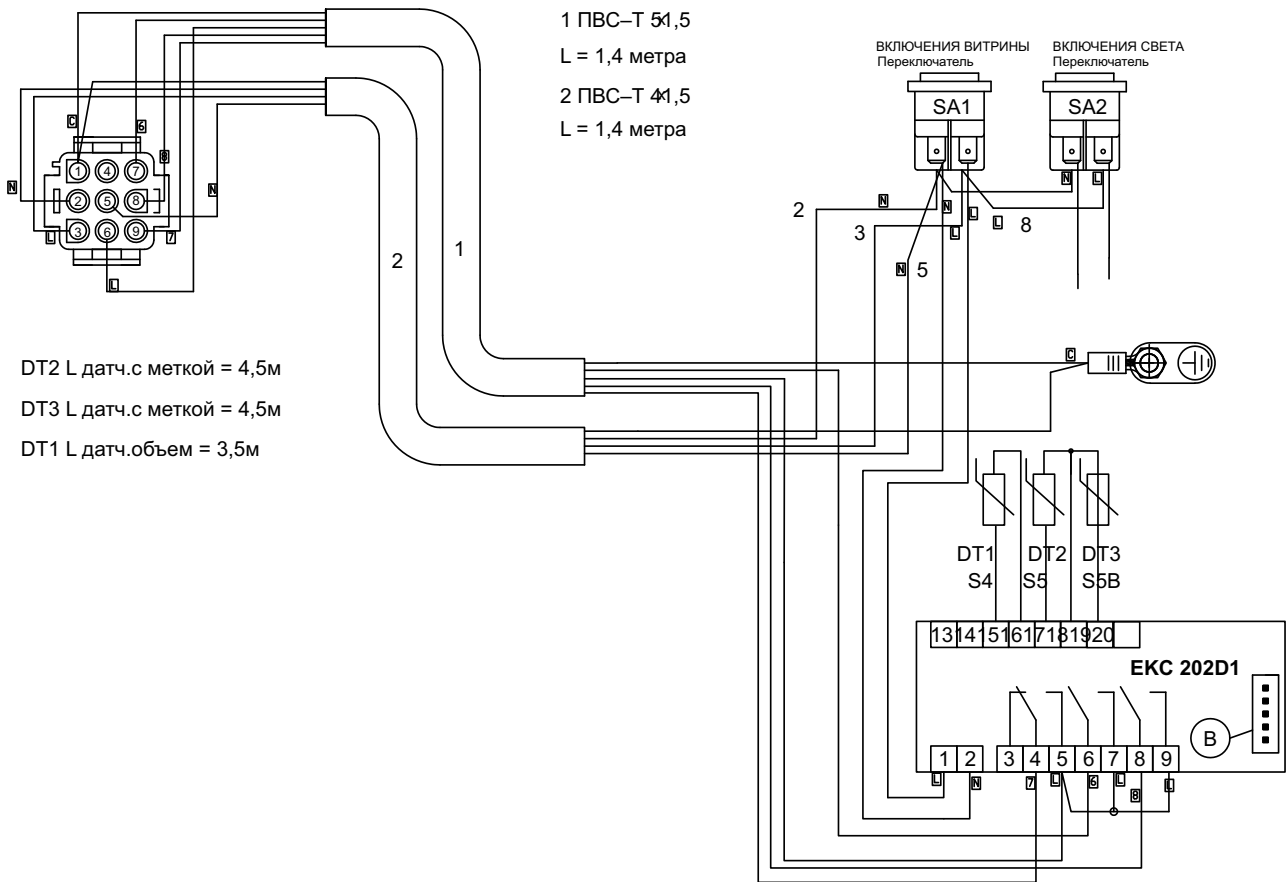 1 ПВС–Т 5x1,5
L = 1,4 метра
2 ПВС–Т 4x1,5
L = 1,4 метра
ВКЛЮЧЕНИЯ ВИТРИНЫ
Переключатель
ВКЛЮЧЕНИЯ СВЕТА
Переключатель
SA1
SA2
C
6
8
1 4 7
N
2 5 8
N
3 6 9
L
7
L
2
1
N
L
2
N
N
L
3
L
L
8
N
5
C
DT2 L датч.с меткой = 4,5м
DT3 L датч.с меткой = 4,5м
DT1 L датч.объем = 3,5м
DT1
DT2
DT3
S4
S5
S5B
13 14 15 16 17 18 19 20
EKC 202D1
B
1 2 3 4 5 6 7 8 9
L
N
7
L
6
L
8
L